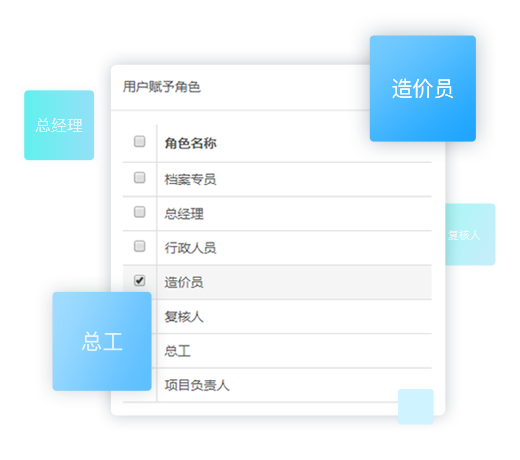 用户赋予角色
造价员
总经理
角色名称
档案专员
总经理
行政人员
复核人
造价员
复核人
总工
总工
项目负责人